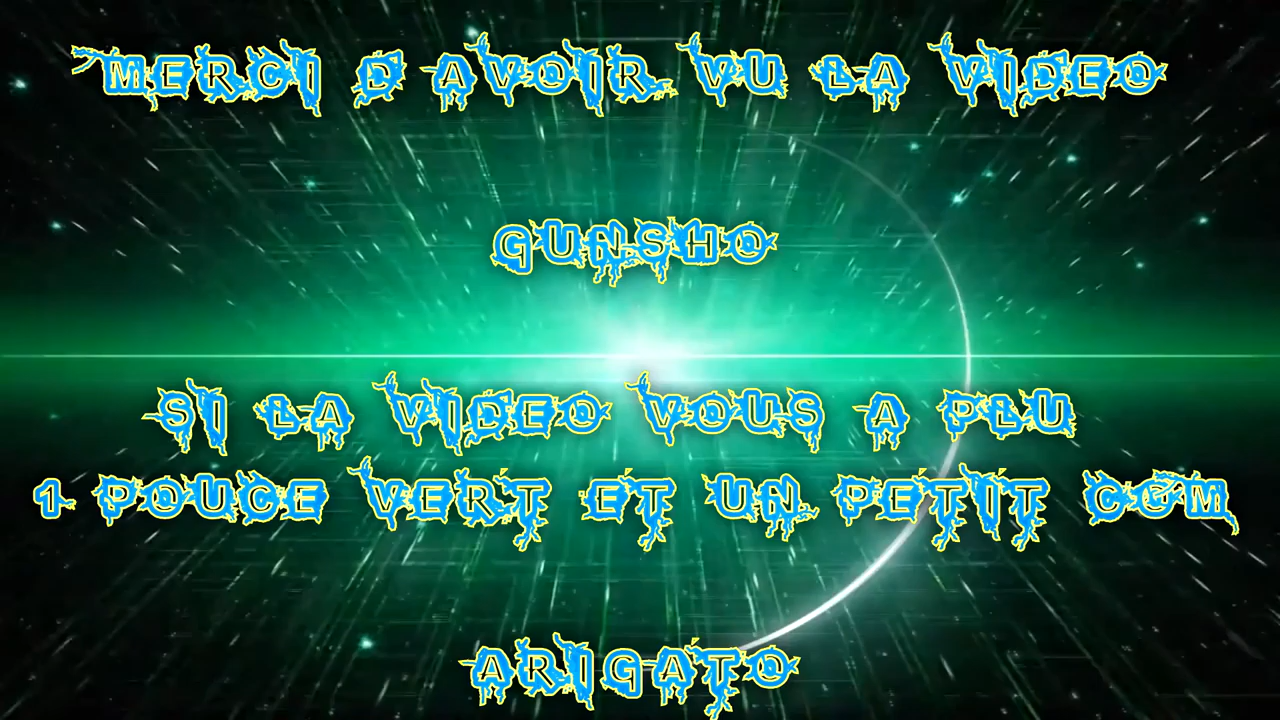 MERCI D AVOIR VU LA VIDEO
GUNSHO
SI LA VIDEO VOUS A PLU
1 POUCE VERT ET UN PETIT COM
ARIGATO